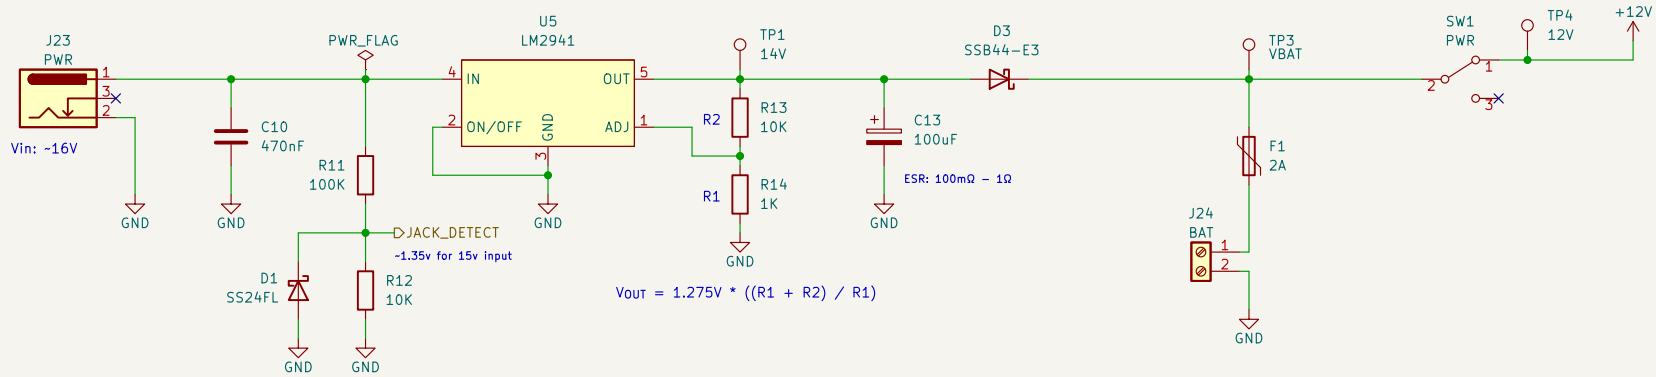 J23
PWR
1
3
2
Vin: ~16V
GND
C10
470nF
GND
PWR_FLAG
R11
100K
JACK_DETECT
~1.35v for 15v input
D1
SS24FL
GND
R12
10K
GND
U5
LM2941
4
IN
OUT
5
2
ON/OFF
GND
ADJ
1
3
GND
TP1
14V
R2
R13
10K
R1
R14
1K
GND
VOUT = 1.275V * ((R1 + R2) / R1)
+
C13
100uF
ESR: 100mΩ - 1Ω
GND
D3
SSB44-E3
TP3
VBAT
F1
2A
J24
BAT
1
2
GND
SW1
PWR
1
2
3
TP4
12V
+12V